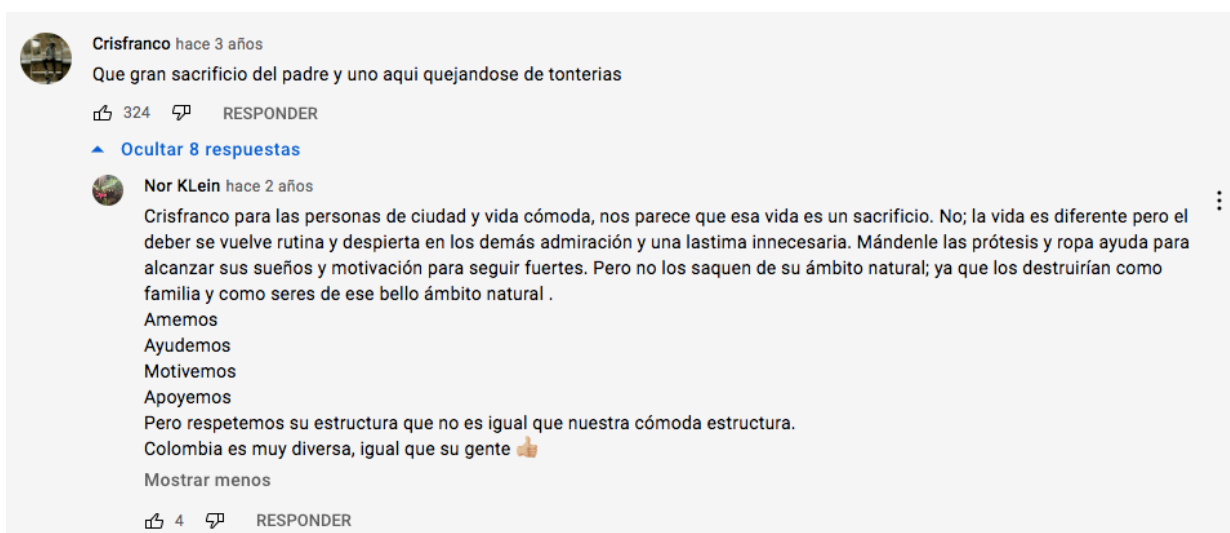 Crisfranco hace 3 años
Que gran sacrificio del padre y uno aqui quejandose de tonterias
324 RESPONDER
Ocultar 8 respuestas
Nor KLein hace 2 años
Crisfranco para las personas de ciudad y vida cómoda, nos parece que esa vida es un sacrificio. No; la vida es diferente pero el
deber se vuelve rutina y despierta en los demás admiración y una lastima innecesaria. Mándenle las prótesis y ropa ayuda para
alcanzar sus sueños y motivación para seguir fuertes. Pero no los saquen de su ámbito natural; ya que los destruirían como
familia y como seres de ese bello ámbito natural .
Amemos
Ayudemos
Motivemos
Apoyemos
Pero respetemos su estructura que no es igual que nuestra cómoda estructura.
Colombia es muy diversa, igual que su gente 👍🏼
Mostrar menos
4 RESPONDER